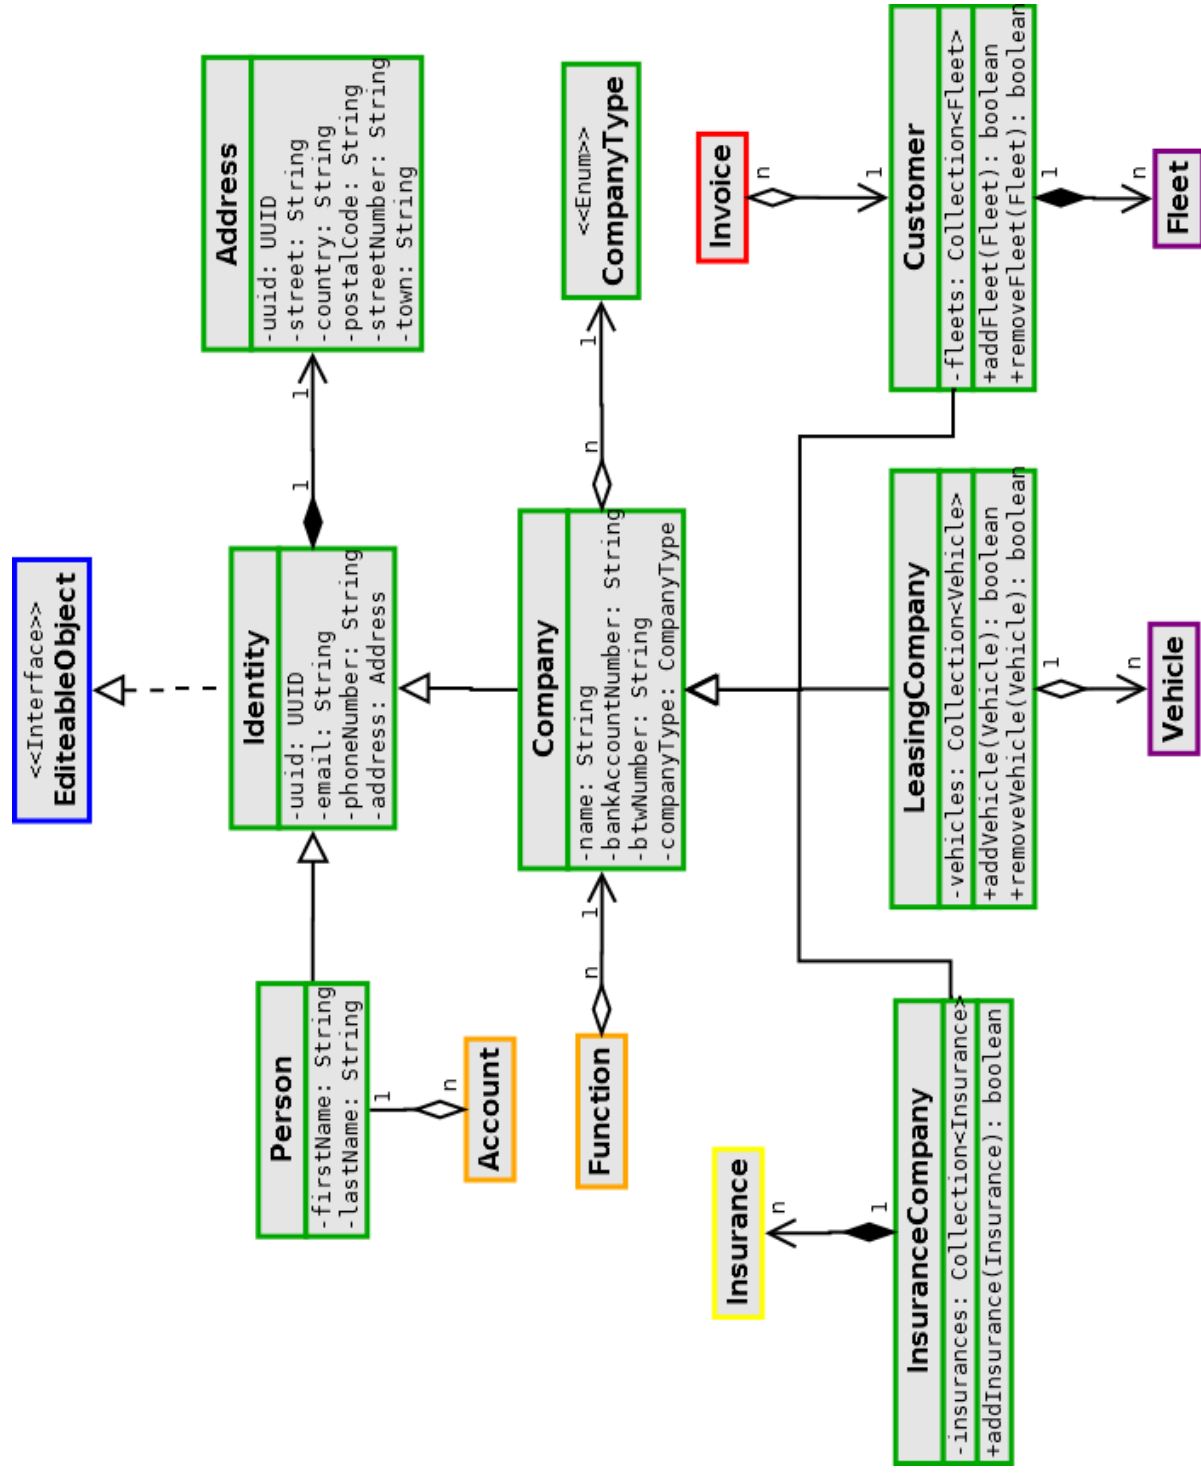 <<Interface>>
EditeableObject
Person
-firstName: String
-lastName: String
Identity
-uuid: UUID
-email: String
-phoneNumber: String
-address: Address
1
1
Address
-uuid: UUID
-street: String
-country: String
-postalCode: String
-streetNumber: String
-town: String
1
n
Account
Function
n
1
Company
-name: String
-bankAccountNumber: String
-btwNumber: String
-companyType: CompanyType
n
1
<<Enum>>
CompanyType
Insurance
n
1
Invoice
n
1
InsuranceCompany
-insurances: Collection<Insurance>
+addInsurance(Insurance): boolean
LeasingCompany
-vehicles: Collection<Vehicle>
+addVehicle(Vehicle): boolean
+removeVehicle(Vehicle): boolean
Customer
-fleets: Collection<Fleet>
+addFleet(Fleet): boolean
+removeFleet(Fleet): boolean
1
n
Vehicle
1
n
Fleet